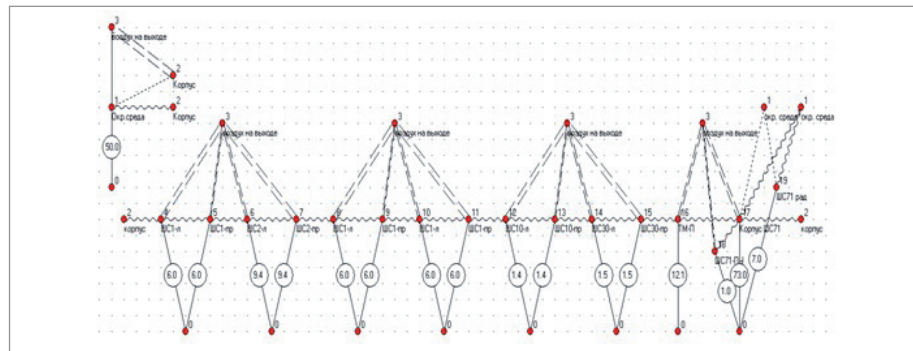 3
воздух на выходе
2
Корпус
1
Окр.среда
2
Корпус
50.0
0
3
воздух на выходе
3
воздух на выходе
3
воздух на выходе
3
воздух на выходе
1
окр. среда
1
окр. среда
19
ШС71 рад
2
корпус
4
ШС1-л
5
ШС1-пр
6
ШС2-л
7
ШС2-пр
8
ШС1-л
9
ШС1-пр
10
ШС1-л
11
ШС1-пр
12
ШС10-л
13
ШС10-пр
14
ШС30-л
15
ШС30-пр
16
ТМ-П
17
Корпус ШС71
2
корпус
18
ШС71-ПН
6.0
6.0
9.4
9.4
6.0
6.0
6.0
6.0
1.4
1.4
1.5
1.5
12.1
1.0
73.0
7.0
0
0
0
0
0
0
0
0